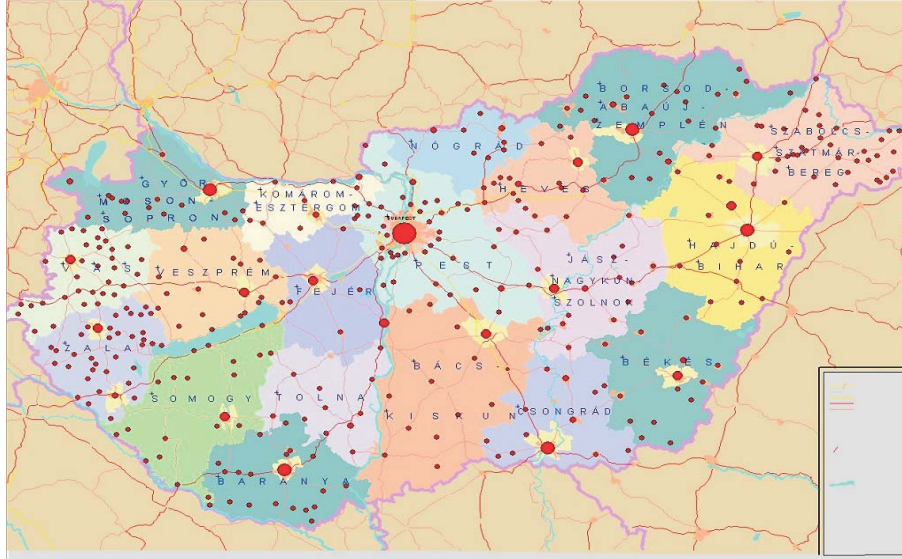 BORSOD-
ABAÚJ-
ZEMPLÉN
SZABOLCS-
SZATMÁR-
BEREG
NÓGRÁD
GYŐR-
MOSON-
SOPRON
KOMÁROM-
ESZTERGOM
HEVES
BUDAPEST
HAJDÚ-
BIHAR
VAS
VESZPRÉM
FEJÉR
PEST
JÁSZ-
NAGYKUN
SZOLNOK
ZALA
BÉKÉS
BÁCS-
SOMOGY
TOLNA
KISKUN
CSONGRÁD
BARANYA